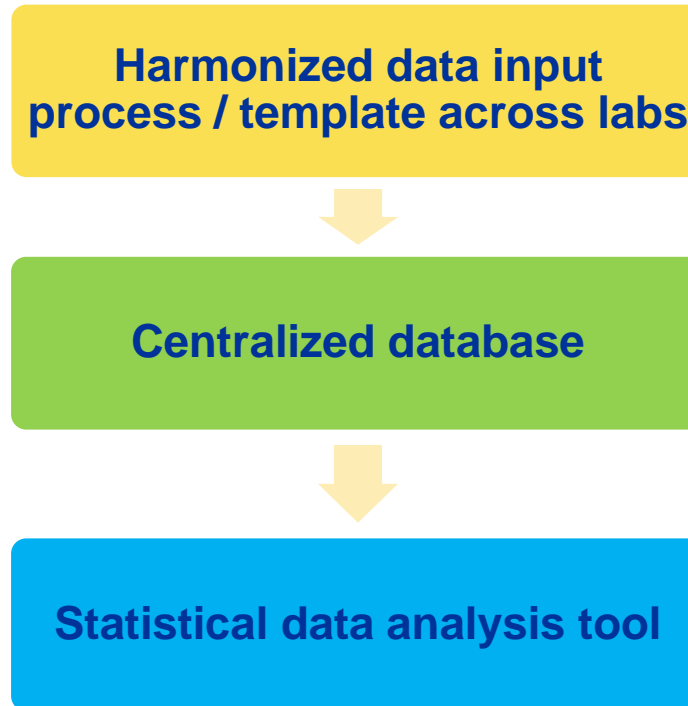 Harmonized data input
process / template across labs
Centralized database
Statistical data analysis tool